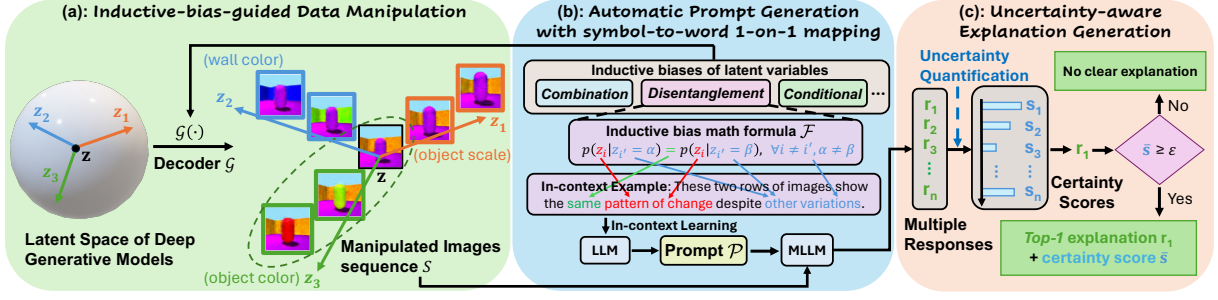 (a): Inductive-bias-guided Data Manipulation
z₂
z₁
z
z₃
Latent Space of Deep
Generative Models
𝒢(·)
Decoder 𝒢
(wall color)
z₂
z₁
(object scale)
z
(object color) z₃
Manipulated Images
sequence S
(b): Automatic Prompt Generation
with symbol-to-word 1-on-1 mapping
Inductive biases of latent variables
Combination
Disentanglement
Conditional
...
Inductive bias math formula ℱ
p(zᵢ|zᵢ′ = α) = p(zᵢ|zᵢ′ = β), ∀i ≠ i′, α ≠ β
In-context Example: These two rows of images show
the same pattern of change despite other variations.
In-context Learning
LLM
Prompt 𝒫
MLLM
(c): Uncertainty-aware
Explanation Generation
Uncertainty
Quantification
r₁
r₂
r₃
⋮
rₙ
Multiple
Responses
s₁
s₂
s₃
⋮
sₙ
r₁
Certainty
Scores
No clear explanation
No
s̄ ≥ ε
Yes
Top-1 explanation r₁
+ certainty score s̄